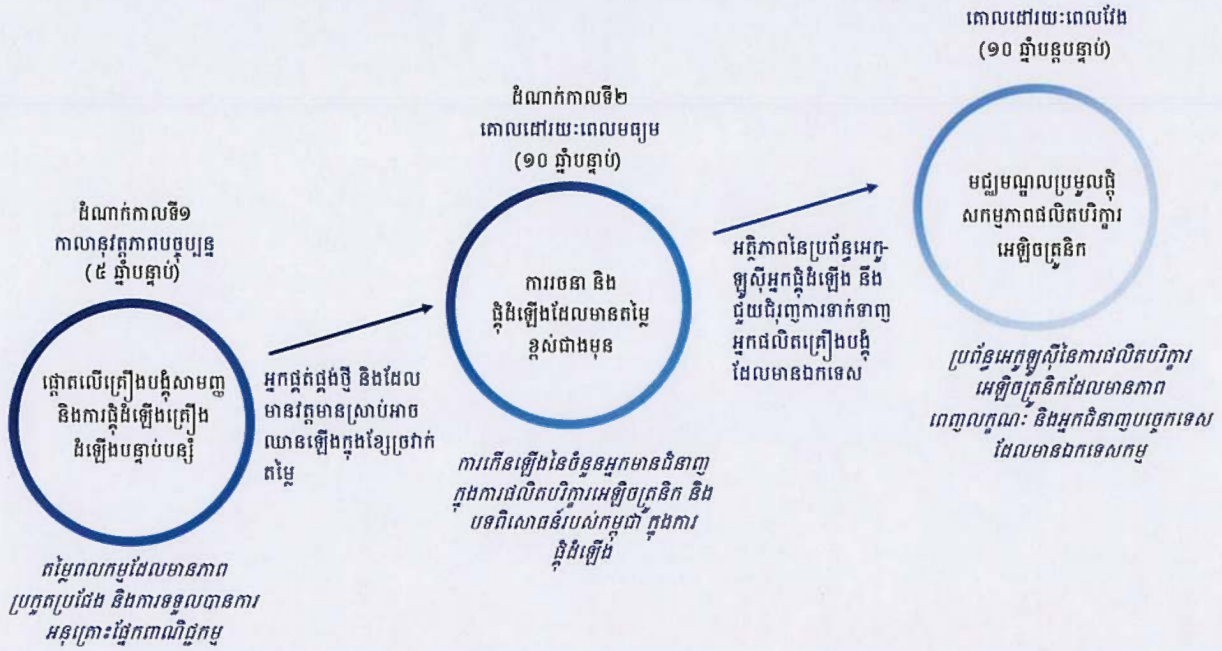 ដំណាក់កាលទី១
កាលានុវត្តភាពបច្ចុប្បន្ន
(៥ ឆ្នាំបន្ទាប់)
ផ្តោតលើគ្រឿងបង្គុំសាមញ្ញ
និងការផ្គុំដំឡើងគ្រឿង
ដំឡើងបន្ទាប់បន្សំ
តម្លៃពលកម្មដែលមានភាព
ប្រកួតប្រជែង និងការទទួលបានការ
អនុគ្រោះផ្នែកពាណិជ្ជកម្ម
អ្នកផ្គត់ផ្គង់ថ្មី និងដែល
មានវត្តមានស្រាប់អាច
ឈានឡើងក្នុងខ្សែច្រវាក់
តម្លៃ
ដំណាក់កាលទី២
គោលដៅរយៈពេលមធ្យម
(១០ ឆ្នាំបន្ទាប់)
ការរចនា និង
ផ្គុំដំឡើងដែលមានតម្លៃ
ខ្ពស់ជាងមុន
ការកើនឡើងនៃចំនួនអ្នកមានជំនាញ
ក្នុងការផលិតបរិក្ខារអេឡិចត្រូនិក និង
បទពិសោធន៍របស់កម្ពុជា ក្នុងការ
ផ្គុំដំឡើង
អត្ថិភាពនៃប្រព័ន្ធអេកូ-
ឡូស៊ីអ្នកផ្គុំដំឡើង នឹង
ជួយជំរុញការទាក់ទាញ
អ្នកផលិតគ្រឿងបង្គុំ
ដែលមានឯកទេស
គោលដៅរយៈពេលវែង
(១០ ឆ្នាំបន្តបន្ទាប់)
មជ្ឈមណ្ឌលប្រមូលផ្តុំ
សកម្មភាពផលិតបរិក្ខារ
អេឡិចត្រូនិក
ប្រព័ន្ធអេកូឡូស៊ីនៃការផលិតបរិក្ខារ
អេឡិចត្រូនិកដែលមានភាព
ពេញលក្ខណៈ និងអ្នកជំនាញបច្ចេកទេស
ដែលមានឯកទេសកម្ម